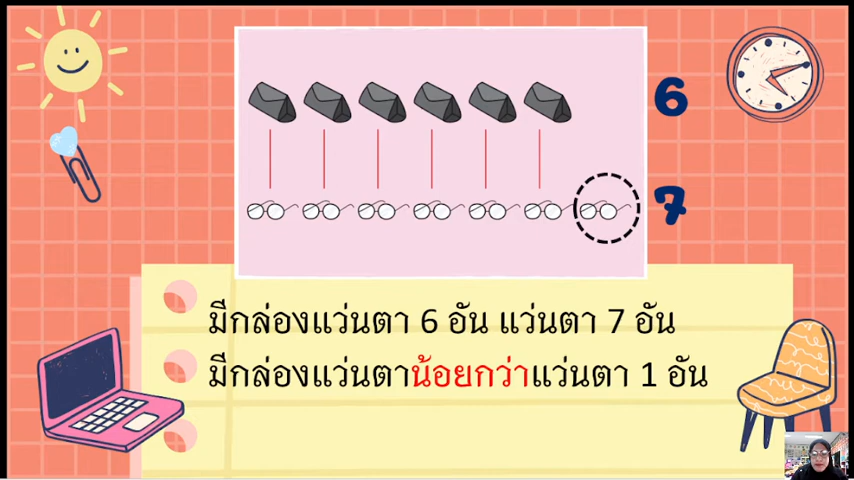 6
7
มีกล่องแว่นตา 6 อัน แว่นตา 7 อัน
มีกล่องแว่นตาน้อยกว่าแว่นตา 1 อัน